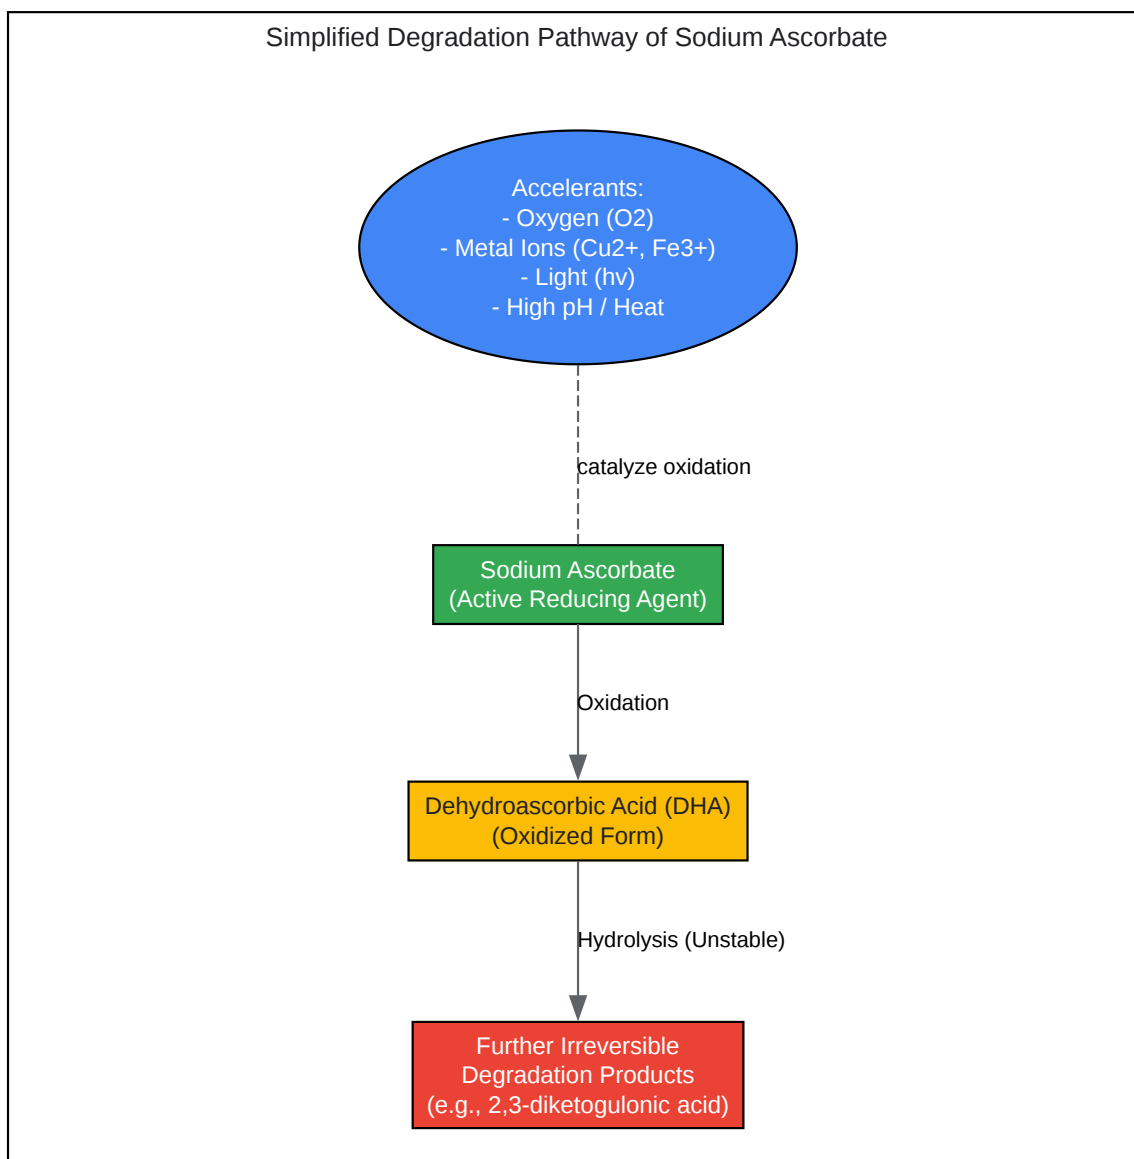 Simplified Degradation Pathway of Sodium Ascorbate
Accelerants:
- Oxygen (O2)
- Metal Ions (Cu2+, Fe3+)
- Light (hv)
- High pH / Heat
catalyze oxidation
Sodium Ascorbate
(Active Reducing Agent)
Oxidation
Dehydroascorbic Acid (DHA)
(Oxidized Form)
Hydrolysis (Unstable)
Further Irreversible
Degradation Products
(e.g., 2,3-diketogulonic acid)